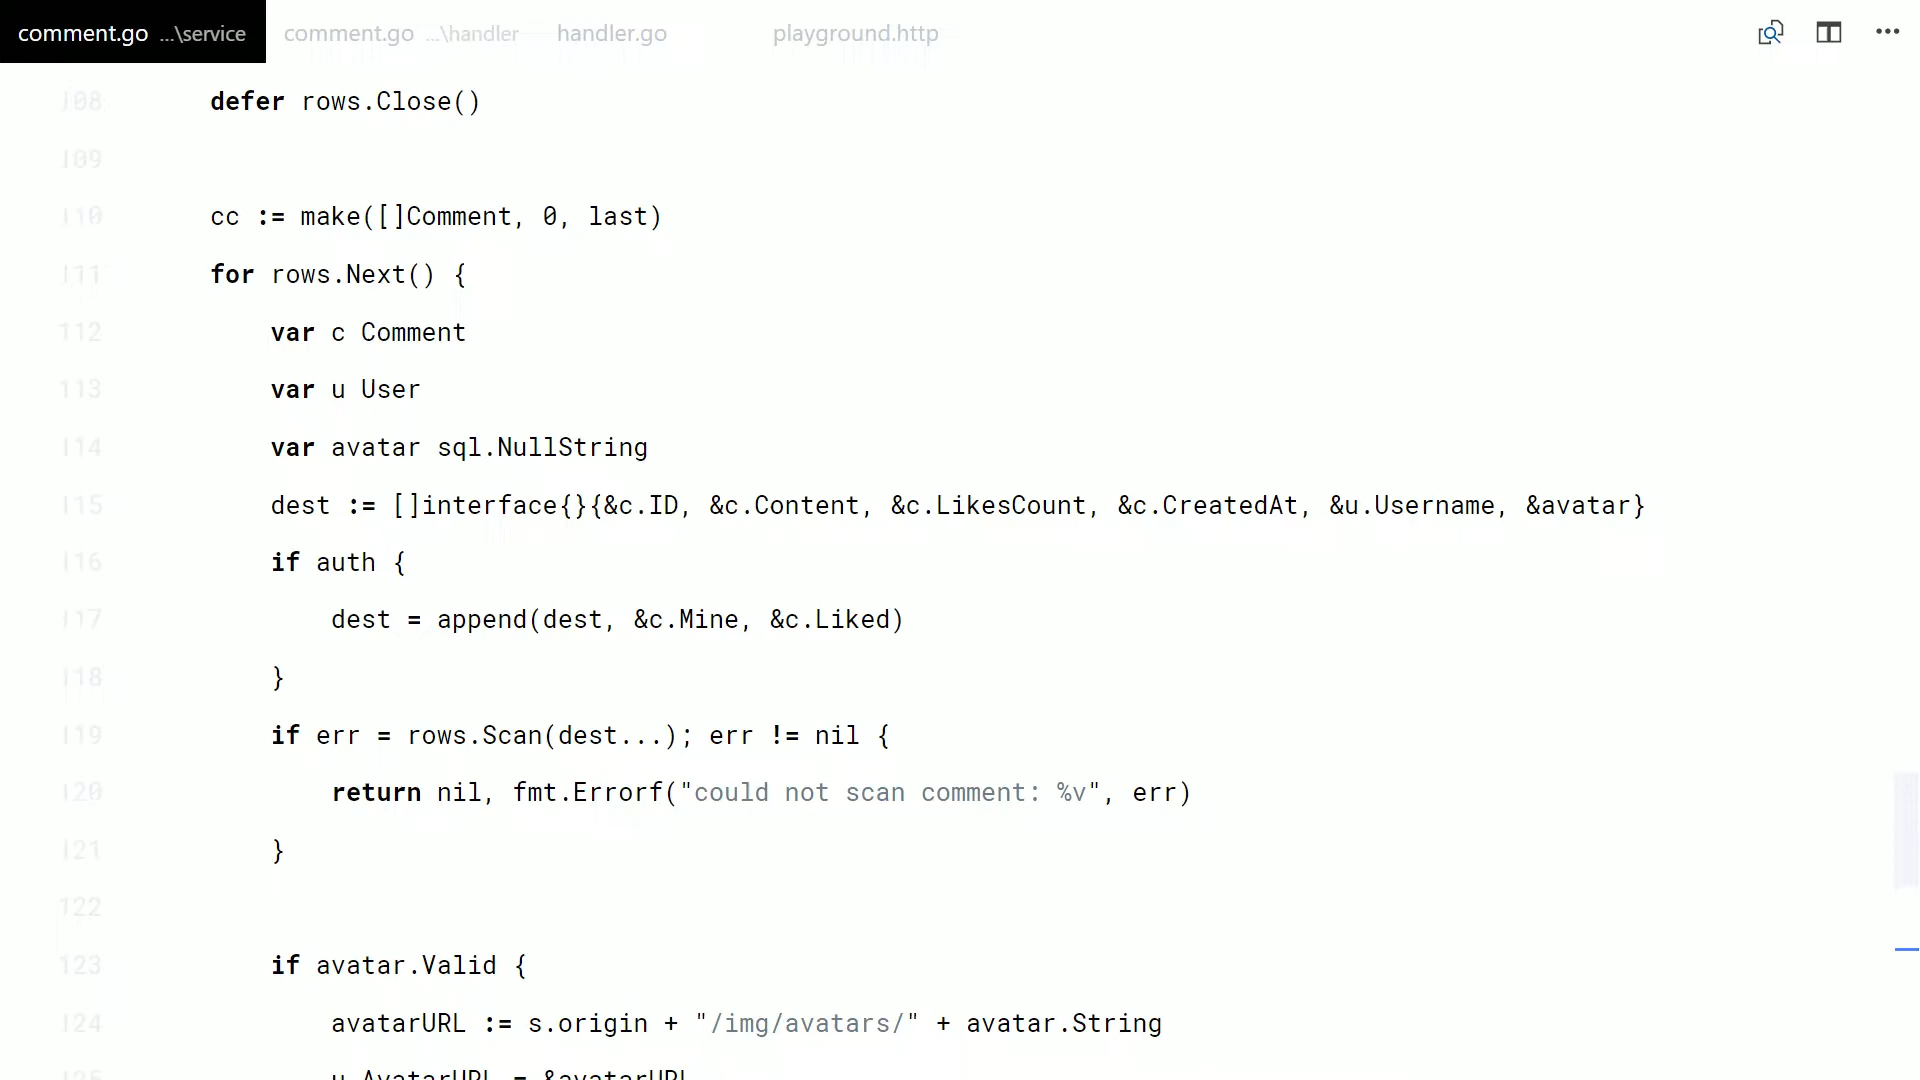 comment.go ...\service comment.go ...\handler handler.go playground.http
108 defer rows.Close()
109
110 cc := make([]Comment, 0, last)
111 for rows.Next() {
112 var c Comment
113 var u User
114 var avatar sql.NullString
115 dest := []interface{}{&c.ID, &c.Content, &c.LikesCount, &c.CreatedAt, &u.Username, &avatar}
116 if auth {
117 dest = append(dest, &c.Mine, &c.Liked)
118 }
119 if err = rows.Scan(dest...); err != nil {
120 return nil, fmt.Errorf("could not scan comment: %v", err)
121 }
122
123 if avatar.Valid {
124 avatarURL := s.origin + "/img/avatars/" + avatar.String
125 u.AvatarURL = &avatarURL